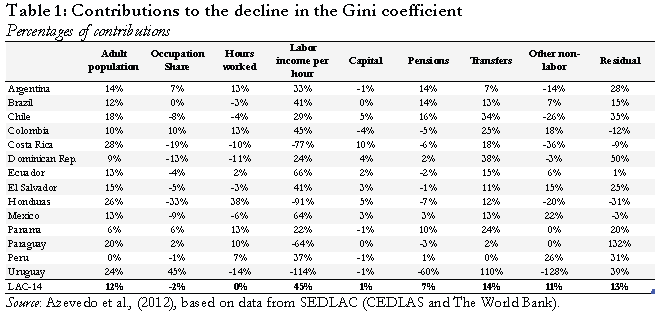 Table 1: Contributions to the decline in the Gini coefficient
Percentages of contributions
Adult population Occupation Share Hours worked Labor income per hour Capital Pensions Transfers Other non-labor Residual
Argentina 14% 7% 13% 33% -1% 14% 7% -14% 28%
Brazil 12% 0% -3% 41% 0% 14% 13% 7% 15%
Chile 18% -8% -4% 29% 5% 16% 34% -26% 35%
Colombia 10% 10% 13% 45% -4% -5% 25% 18% -12%
Costa Rica 28% -19% -10% -77% 10% -6% 18% -36% -9%
Dominican Rep. 9% -13% -11% 24% 4% 2% 38% -3% 50%
Ecuador 13% -4% 2% 66% 2% -2% 15% 6% 1%
El Salvador 15% -5% -3% 41% 3% -1% 11% 15% 25%
Honduras 26% -33% 38% -91% 5% -7% 12% -20% -31%
Mexico 13% -9% -6% 64% 3% 3% 13% 22% -3%
Panama 6% 6% 13% 22% -1% 10% 24% 0% 20%
Paraguay 20% 2% 10% -64% 0% -3% 2% 0% 132%
Peru 0% -1% 7% 37% -1% 1% 0% 26% 31%
Uruguay 24% 45% -14% -114% -1% -60% 110% -128% 39%
LAC-14 12% -2% 0% 45% 1% 7% 14% 11% 13%
Source: Azevedo et al., (2012), based on data from SEDLAC (CEDLAS and The World Bank).